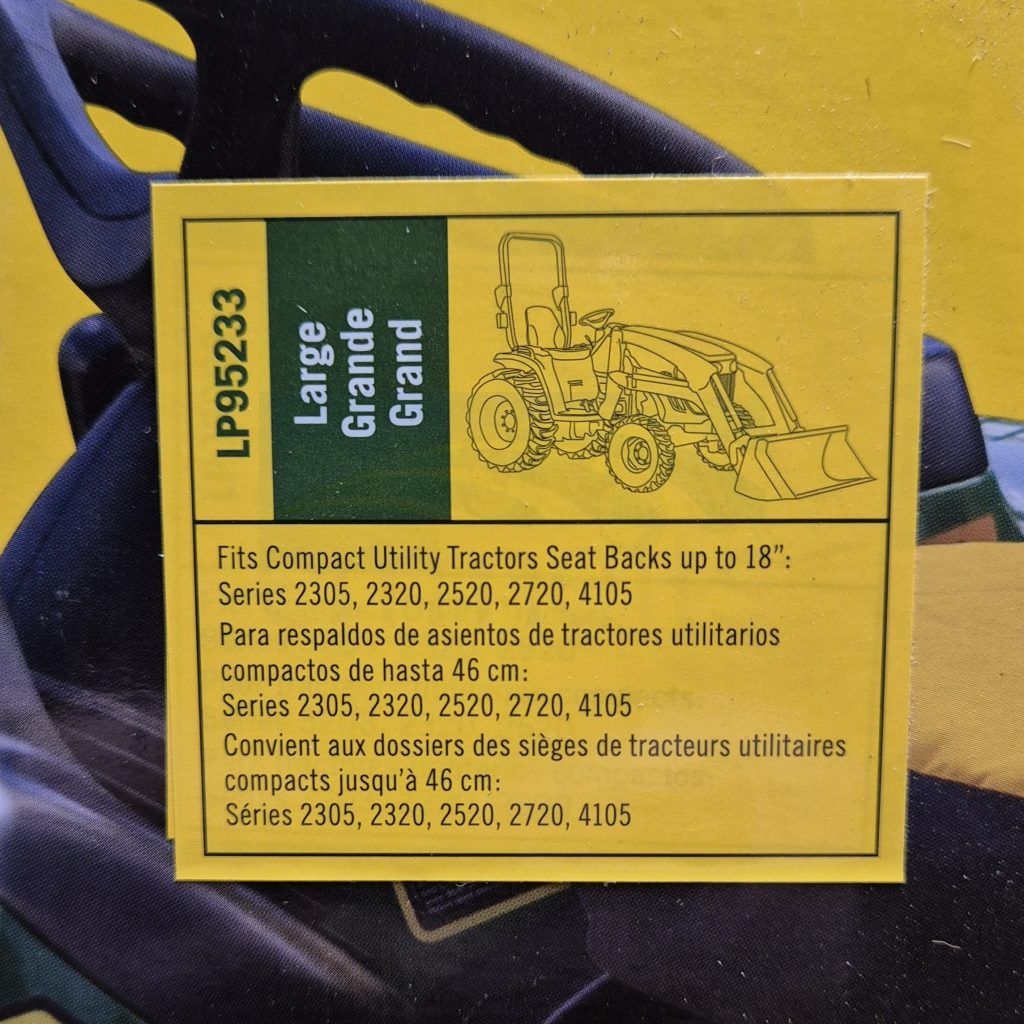 LP95233
Large
Grande
Grand
Fits Compact Utility Tractors Seat Backs up to 18”:
Series 2305, 2320, 2520, 2720, 4105
Para respaldos de asientos de tractores utilitarios
compactos de hasta 46 cm:
Series 2305, 2320, 2520, 2720, 4105
Convient aux dossiers des sièges de tracteurs utilitaires
compacts jusqu’à 46 cm:
Séries 2305, 2320, 2520, 2720, 4105